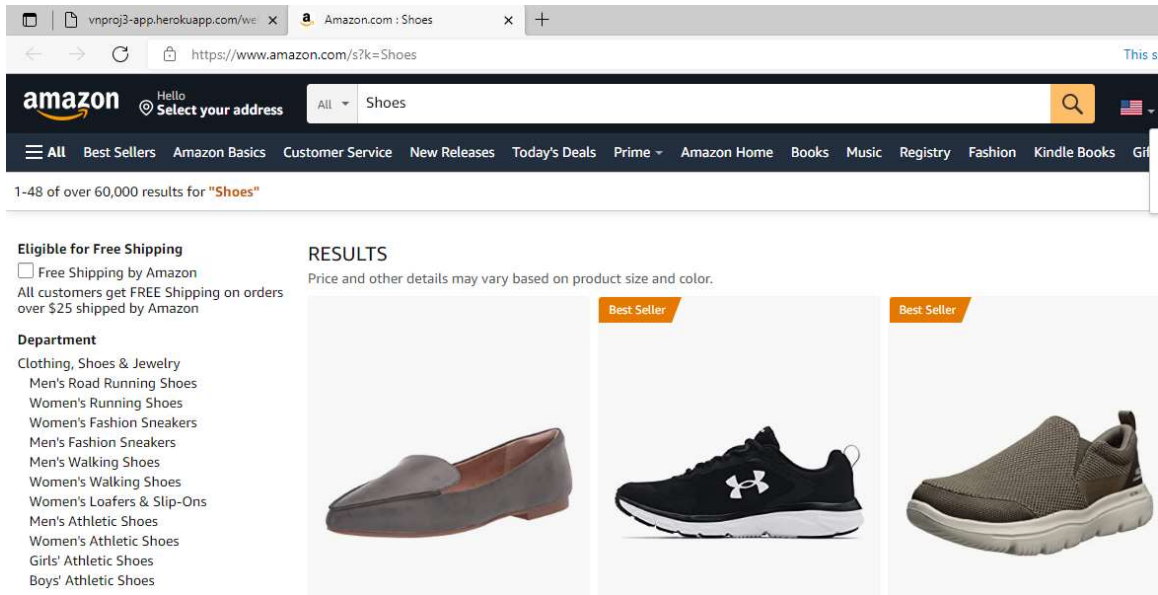 vnproj3-app.herokuapp.com/we
Amazon.com : Shoes
https://www.amazon.com/s?k=Shoes
This s
amazon
Hello
Select your address
All
Shoes
All Best Sellers Amazon Basics Customer Service New Releases Today's Deals Prime Amazon Home Books Music Registry Fashion Kindle Books Gif
1-48 of over 60,000 results for "Shoes"
Eligible for Free Shipping
Free Shipping by Amazon
All customers get FREE Shipping on orders
over $25 shipped by Amazon
Department
Clothing, Shoes & Jewelry
Men's Road Running Shoes
Women's Running Shoes
Women's Fashion Sneakers
Men's Fashion Sneakers
Men's Walking Shoes
Women's Walking Shoes
Women's Loafers & Slip-Ons
Men's Athletic Shoes
Women's Athletic Shoes
Girls' Athletic Shoes
Boys' Athletic Shoes
RESULTS
Price and other details may vary based on product size and color.
Best Seller
Best Seller